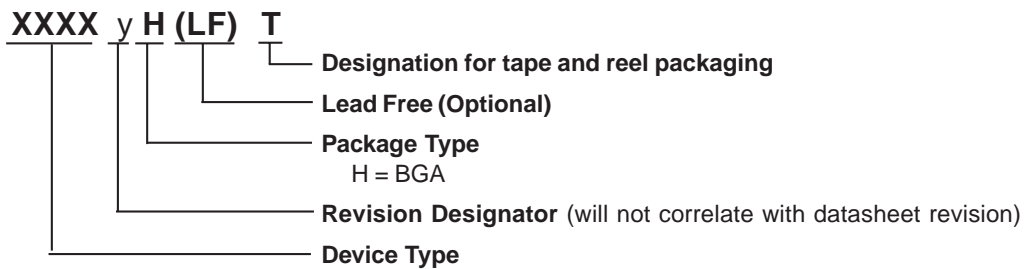 XXXX y H (LF) T
Designation for tape and reel packaging
Lead Free (Optional)
Package Type
H = BGA
Revision Designator (will not correlate with datasheet revision)
Device Type